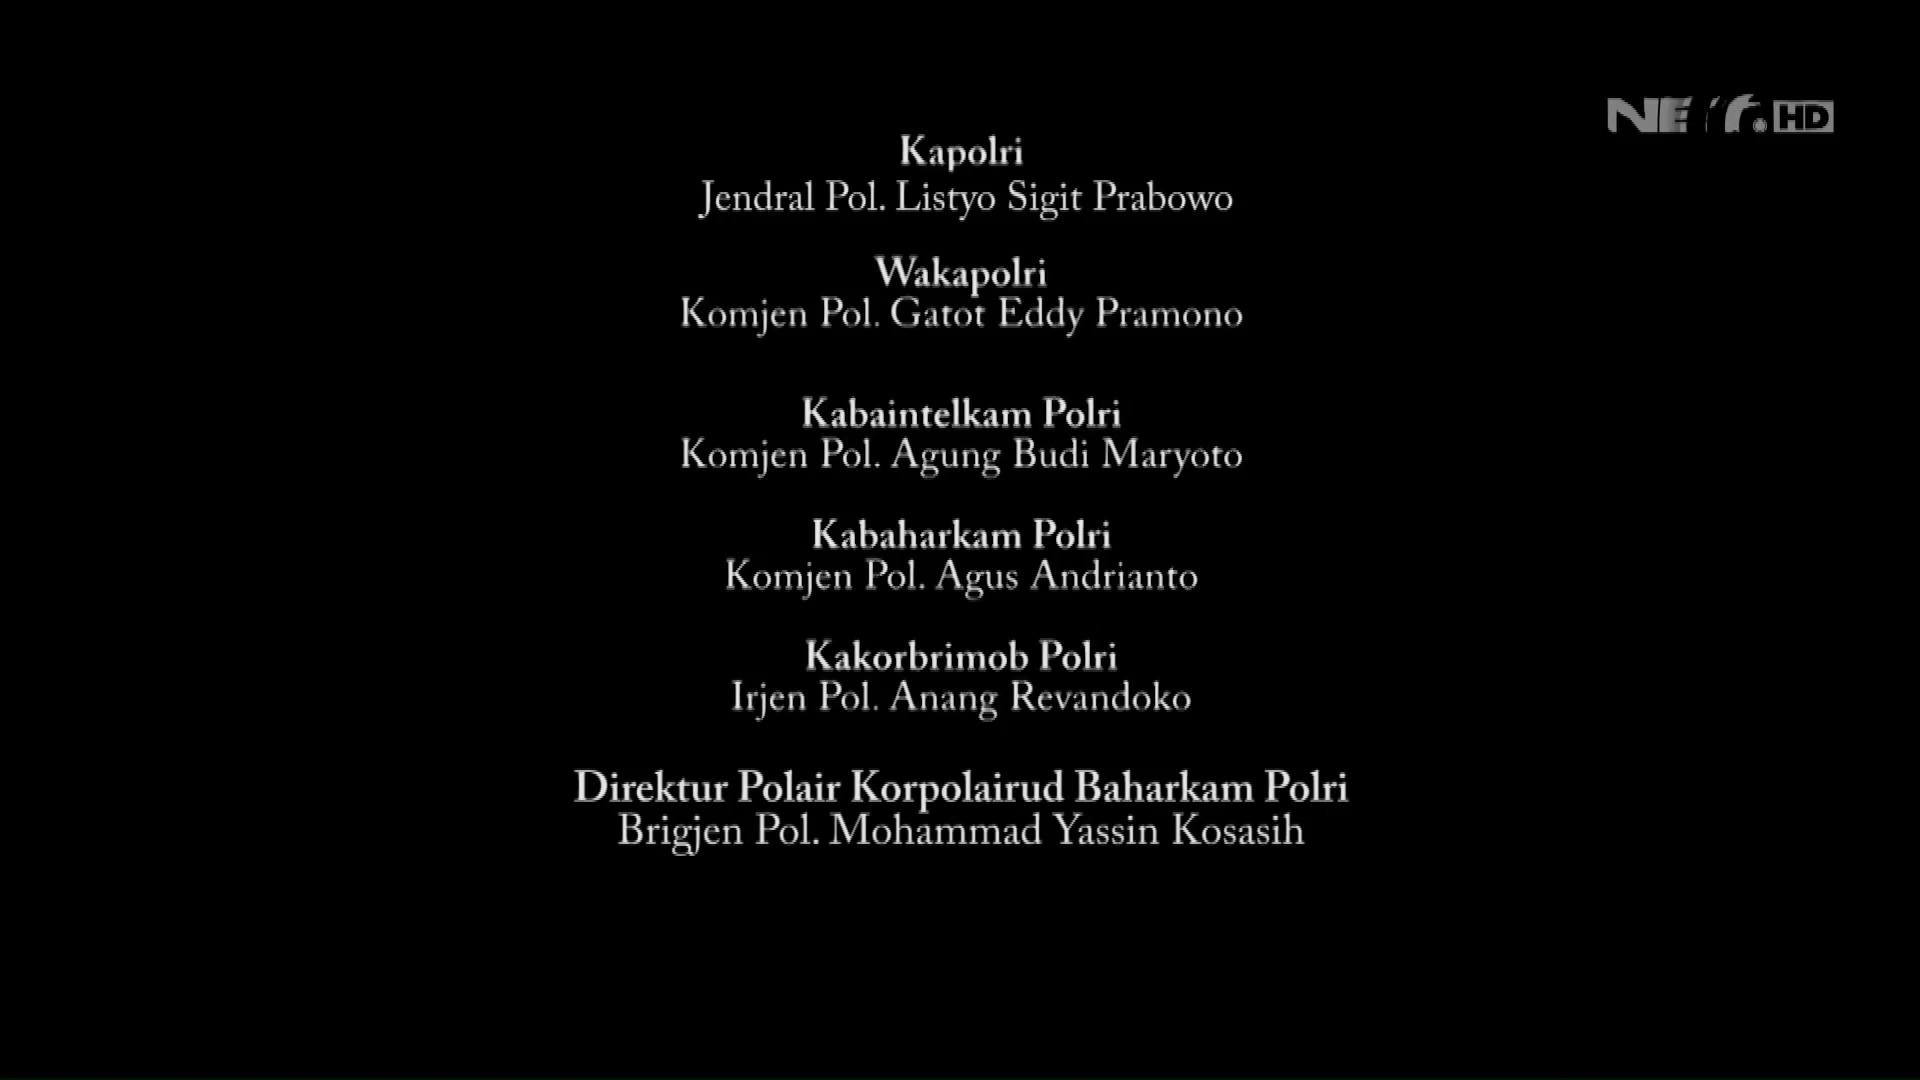 NET. HD
Kapolri
Jendral Pol. Listyo Sigit Prabowo
Wakapolri
Komjen Pol. Gatot Eddy Pramono
Kabaintelkam Polri
Komjen Pol. Agung Budi Maryoto
Kabaharkam Polri
Komjen Pol. Agus Andrianto
Kakorbrimob Polri
Irjen Pol. Anang Revandoko
Direktur Polair Korpolairud Baharkam Polri
Brigjen Pol. Mohammad Yassin Kosasih